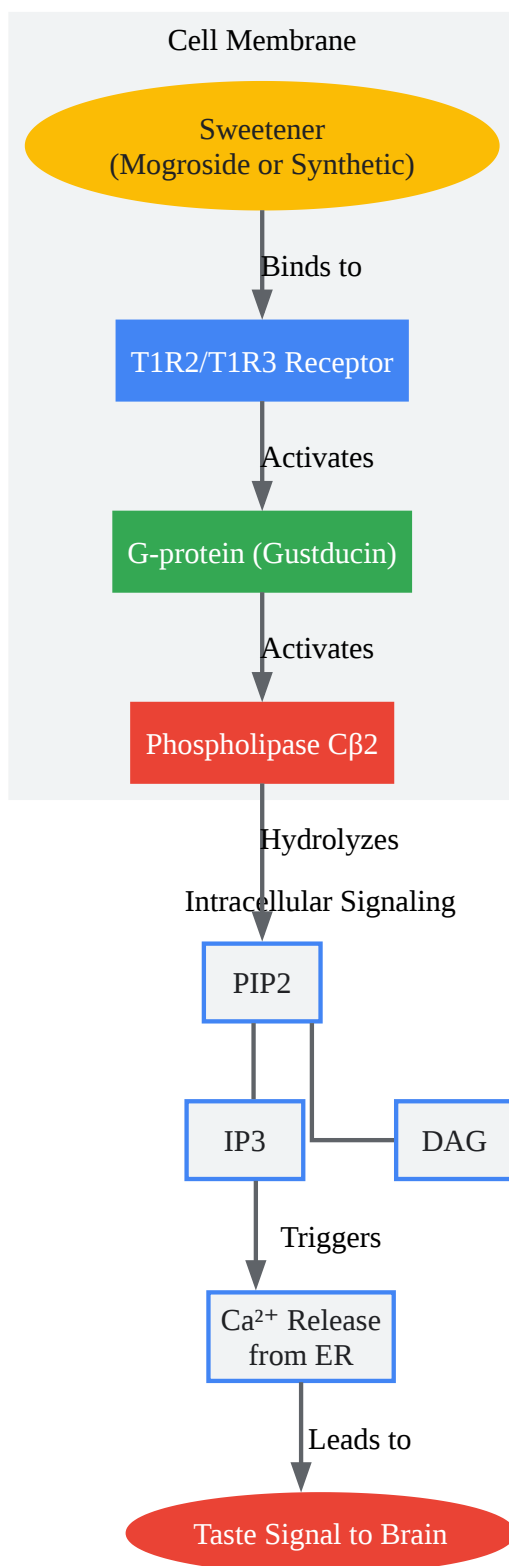 Cell Membrane
Sweetener
(Mogroside or Synthetic)
Binds to
T1R2/T1R3 Receptor
Activates
G-protein (Gustducin)
Activates
Phospholipase Cβ2
Hydrolyzes
Intracellular Signaling
PIP2
IP3
DAG
Triggers
Ca²⁺ Release
from ER
Leads to
Taste Signal to Brain